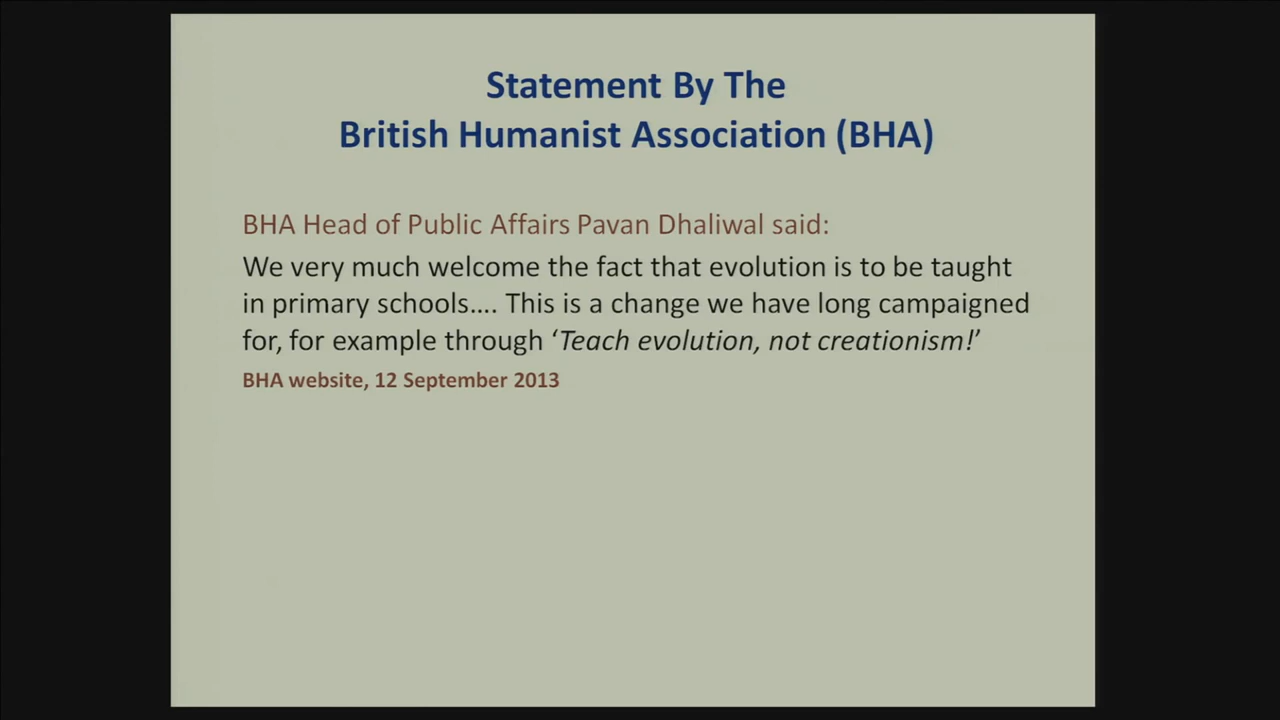 Statement By The
British Humanist Association (BHA)
BHA Head of Public Affairs Pavan Dhaliwal said:
We very much welcome the fact that evolution is to be taught
in primary schools.... This is a change we have long campaigned
for, for example through ‘Teach evolution, not creationism!’
BHA website, 12 September 2013